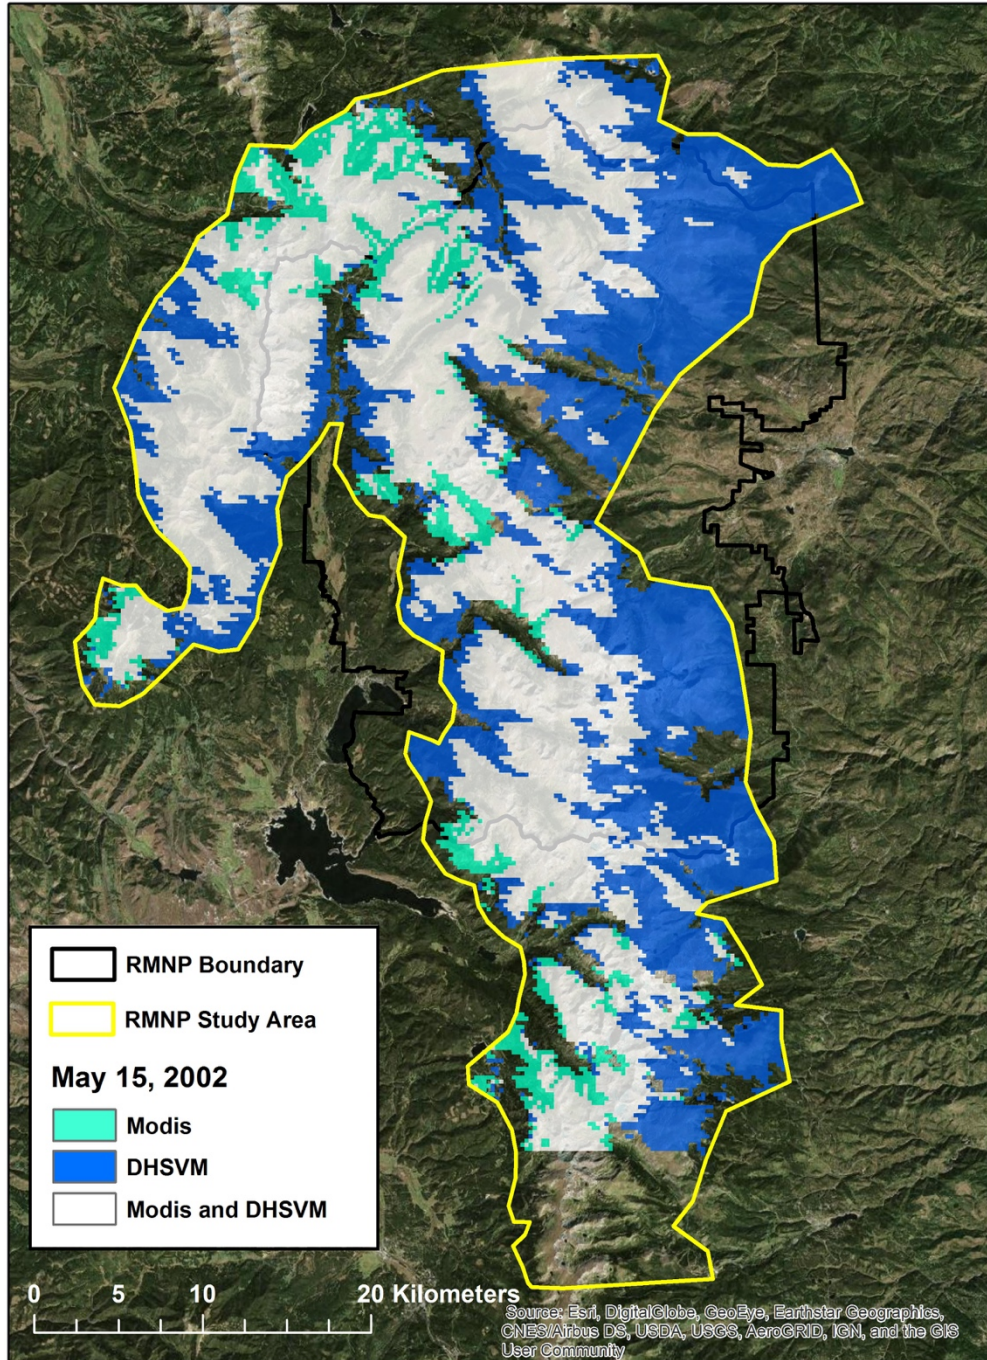 RMNP Boundary
RMNP Study Area
May 15, 2002
Modis
DHSVM
Modis and DHSVM
0 5 10 20 Kilometers
Source: Esri, DigitalGlobe, GeoEye, Earthstar Geographics,
CNES/Airbus DS, USDA, USGS, AeroGRID, IGN, and the GIS
User Community